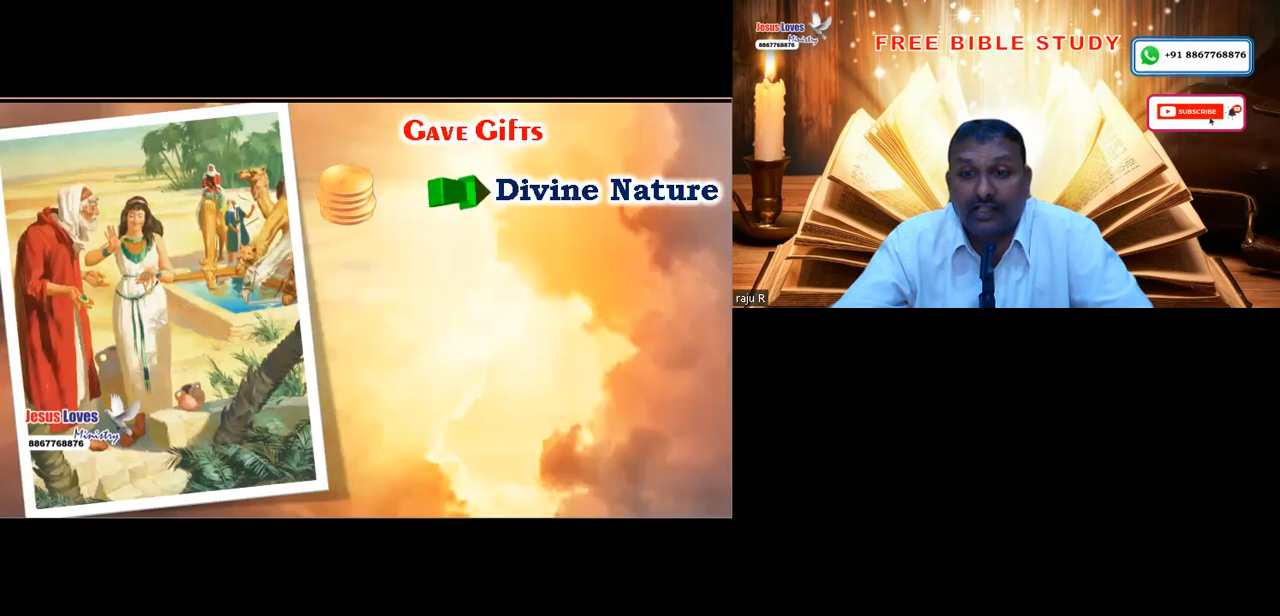 Gave Gifts
Divine Nature
Jesus Loves
Ministry
8867768876
Jesus Loves
Ministry
8867768876
FREE BIBLE STUDY
+91 8867768876
SUBSCRIBE
raju R